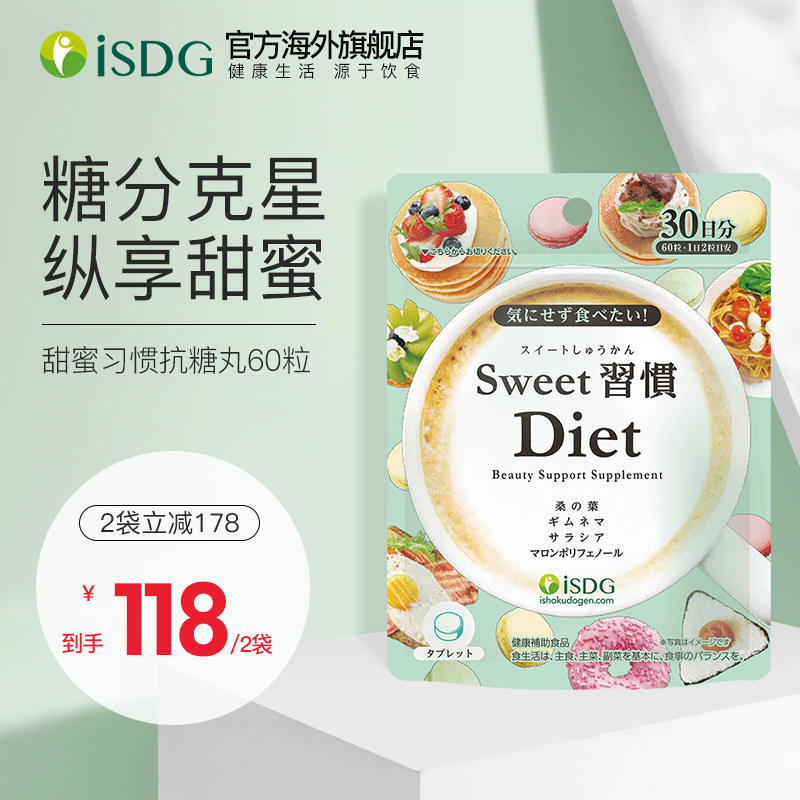 iSDG 官方海外旗舰店
健康生活 源于饮食
糖分克星
纵享甜蜜
甜蜜习惯抗糖丸60粒
2袋立减178
¥
到手 118/2袋
30日分
60粒・1日2粒目安
▼こちらからお切りください。
気にせず食べたい!
スイートしゅうかん
Sweet 習慣
Diet
Beauty Support Supplement
桑の葉
ギムネマ
サラシア
マロンポリフェノール
iSDG
ishokudogen.com
タブレット
健康補助食品
※写真はイメージです
食生活は、主食、主菜、副菜を基本に、食事のバランスを。